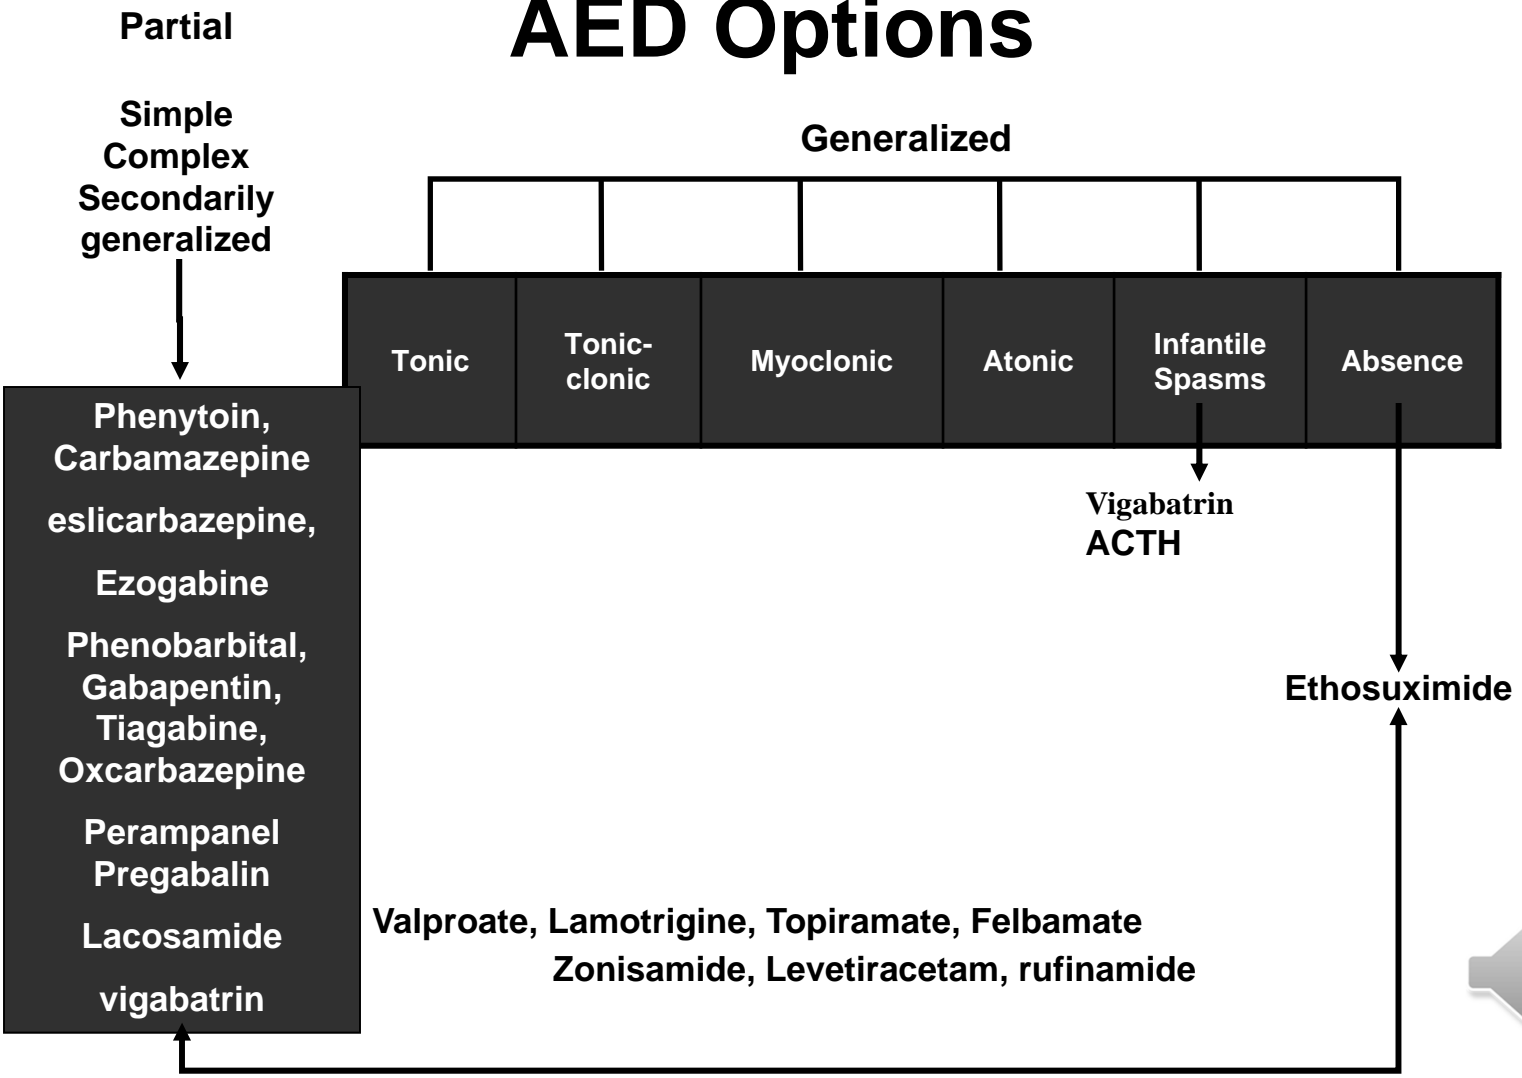 AED Options
Partial
Simple
Complex
Secondarily
generalized
Generalized
Tonic
Tonic-
clonic
Myoclonic
Atonic
Infantile
Spasms
Absence
Phenytoin,
Carbamazepine
eslicarbazepine,
Ezogabine
Phenobarbital,
Gabapentin,
Tiagabine,
Oxcarbazepine
Perampanel
Pregabalin
Lacosamide
vigabatrin
Vigabatrin
ACTH
Ethosuximide
Valproate, Lamotrigine, Topiramate, Felbamate
Zonisamide, Levetiracetam, rufinamide